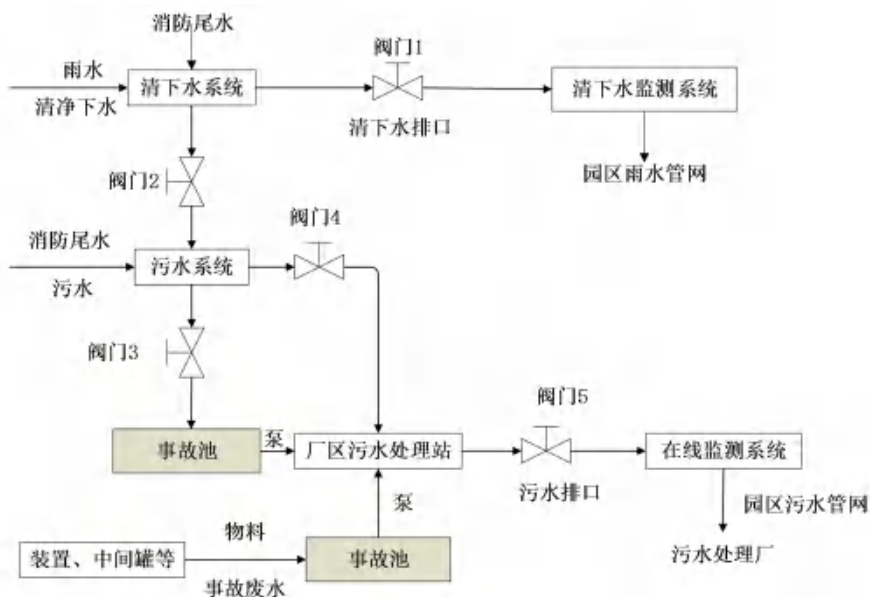 消防尾水
阀门1
雨水
清下水系统
清下水监测系统
清净下水
清下水排口
园区雨水管网
阀门2
阀门4
消防尾水
污水系统
污水
阀门3
阀门5
事故池
泵
厂区污水处理站
在线监测系统
污水排口
园区污水管网
泵
物料
装置、中间罐等
事故池
污水处理厂
事故废水